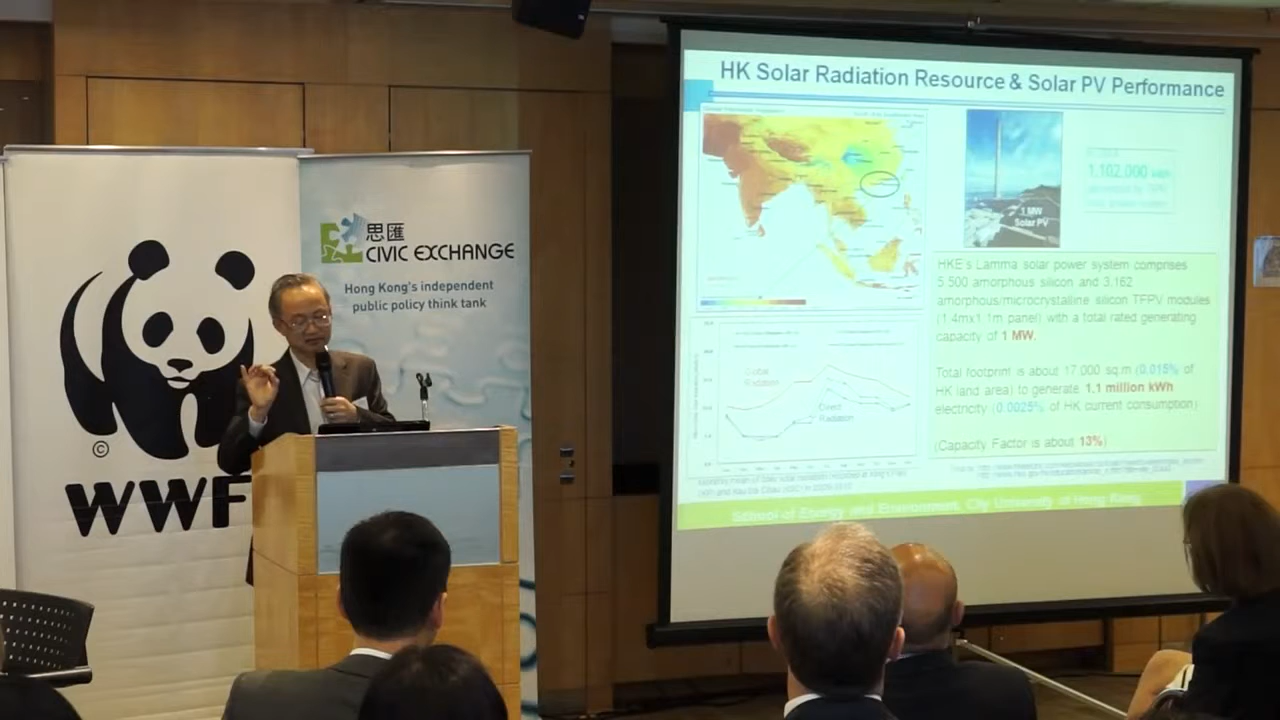 HK Solar Radiation Resource & Solar PV Performance
思匯
CIVIC EXCHANGE
Hong Kong's independent
public policy think tank
©
WWF
1,102,000 kWh
1 MW
Solar PV
HKE's Lamma solar power system comprises
5,500 amorphous silicon and 3,162
amorphous/microcrystalline silicon TFPV modules
(1.4mx1.1m panel) with a total rated generating
capacity of 1 MW.
Total footprint is about 17,000 sq.m (0.015%
of HK land area) to generate 1.1 million kWh
electricity (0.0025% of HK current consumption)
(Capacity Factor is about 13%)
Global
Radiation
Direct
Radiation
School of Energy and Environment, City University of Hong Kong